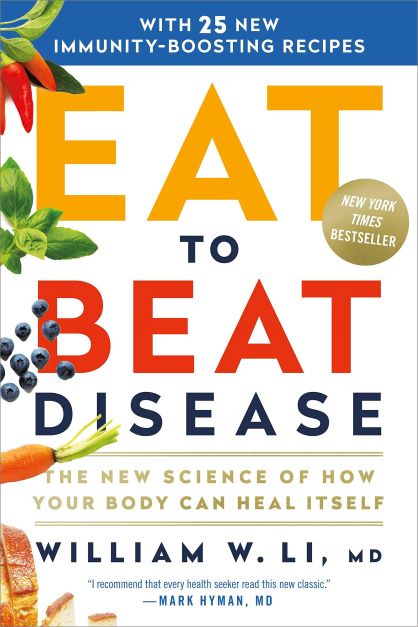 WITH 25 NEW
IMMUNITY-BOOSTING RECIPES
EAT
TO
BEAT
DISEASE
NEW YORK
TIMES
BESTSELLER
THE NEW SCIENCE OF HOW
YOUR BODY CAN HEAL ITSELF
WILLIAM W. LI, MD
“I recommend that every health seeker read this new classic.”
—MARK HYMAN, MD